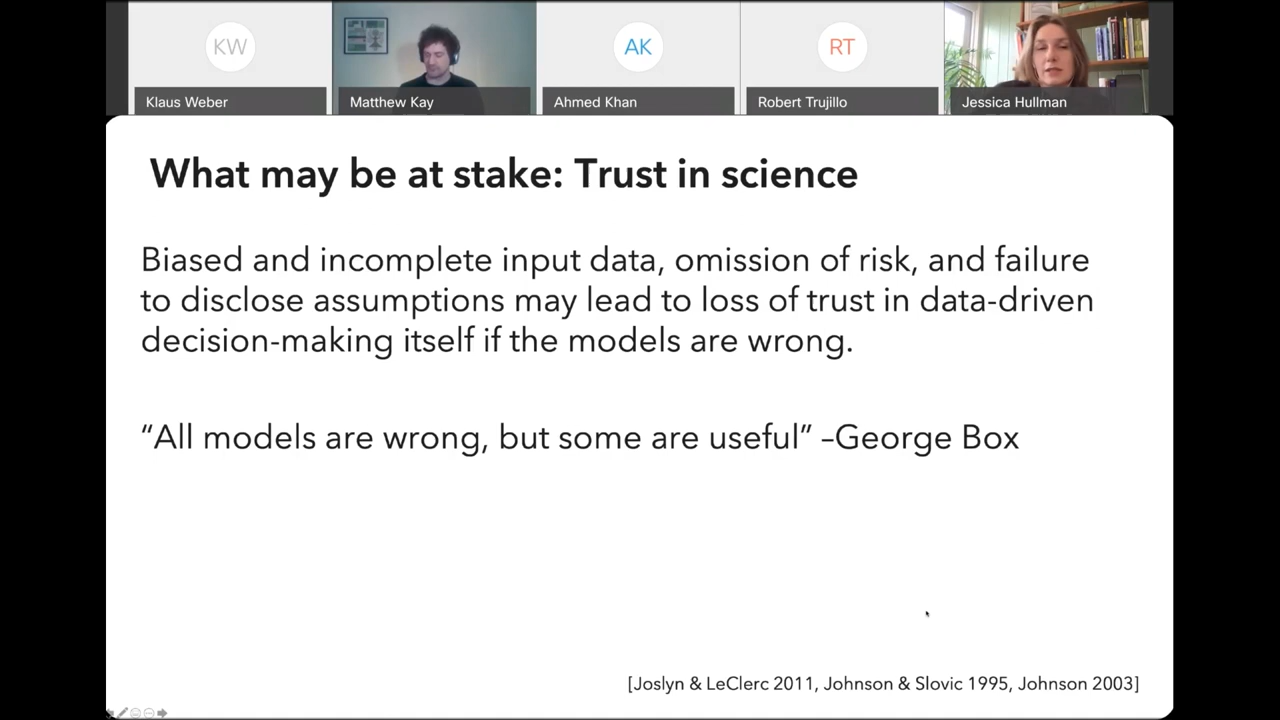 KW
AK
RT
Klaus Weber
Matthew Kay
Ahmed Khan
Robert Trujillo
Jessica Hullman
What may be at stake: Trust in science
Biased and incomplete input data, omission of risk, and failure
to disclose assumptions may lead to loss of trust in data-driven
decision-making itself if the models are wrong.
“All models are wrong, but some are useful” –George Box
[Joslyn & LeClerc 2011, Johnson & Slovic 1995, Johnson 2003]